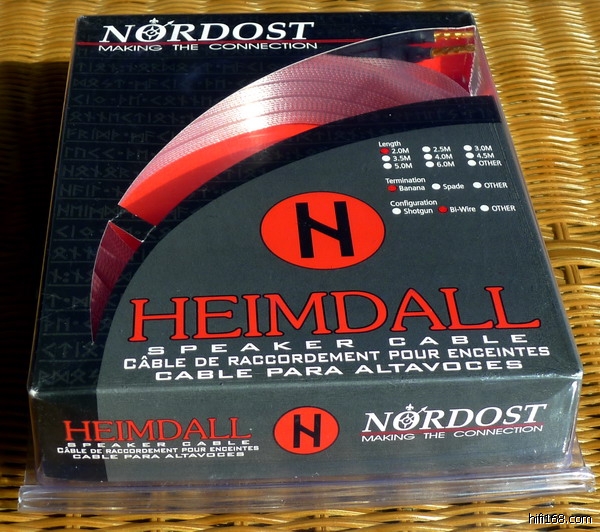 NORDOST
MAKING THE CONNECTION
Length
2.0M 2.5M 3.0M
3.5M 4.0M 4.5M
5.0M 6.0M OTHER
Termination
Banana Spade OTHER
Configuration
Shotgun Bi-Wire OTHER
HEIMDALL
SPEAKER CABLE
CÂBLE DE RACCORDEMENT POUR ENCEINTES
CABLE PARA ALTAVOCES
HEIMDALL
SPEAKER CABLE
CÂBLE DE RACCORDEMENT POUR ENCEINTES
CABLE PARA ALTAVOCES
NORDOST
MAKING THE CONNECTION
hifi168.com